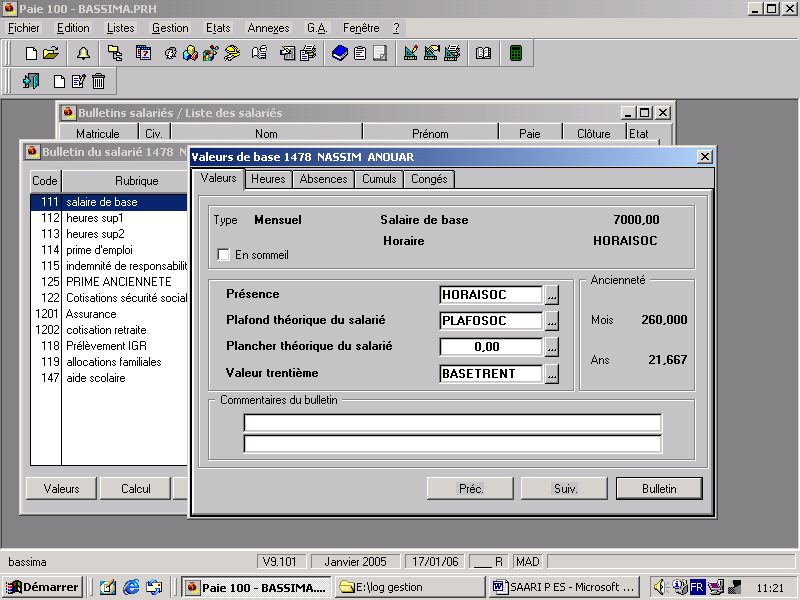 Paie 100 - BASSIMA.PRH
Fichier Edition Listes Gestion Etats Annexes G.A. Fenêtre ?
Bulletins salariés / Liste des salariés
Matricule Civ. Nom Prénom Paie Clôture Etat
Bulletin du salarié 1478 N
Valeurs de base 1478 NASSIM ANOUAR
Code Rubrique
111 salaire de base
112 heures sup1
113 heures sup2
114 prime d'emploi
115 indemnité de responsabilit
125 PRIME ANCIENNETE
122 Cotisations sécurité social
1201 Assurance
1202 cotisation retraite
118 Prélèvement IGR
119 allocations familiales
147 aide scolaire
Valeurs Calcul
Valeurs Heures Absences Cumuls Congés
Type Mensuel Salaire de base 7000,00
Horaire HORAISOC
En sommeil
Présence HORAISOC ...
Plafond théorique du salarié PLAFOSOC ...
Plancher théorique du salarié 0,00 ...
Valeur trentième BASETRENT ...
Ancienneté
Mois 260,000
Ans 21,667
Commentaires du bulletin
Préc. Suiv. Bulletin
bassima V9.101 Janvier 2005 17/01/06 ___ R MAD
Démarrer Paie 100 - BASSIMA.... E:\log gestion SAARI P ES - Microsoft ... FR 11:21